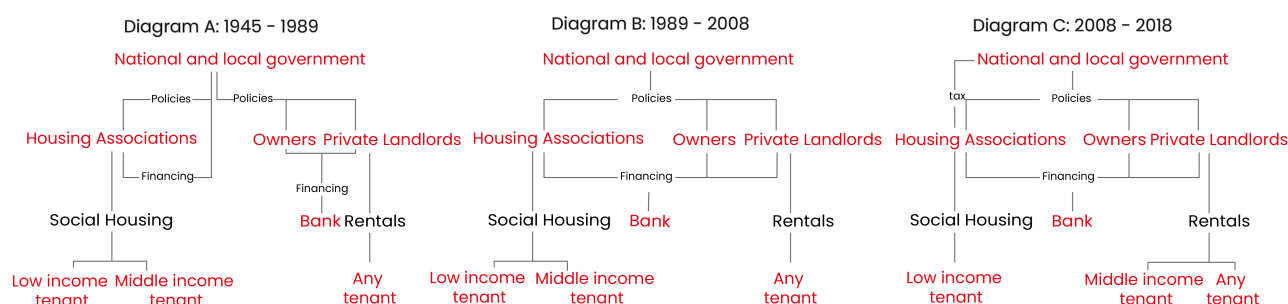 Diagram A: 1945 - 1989
National and local government
Policies
Policies
Housing Associations
Owners
Private Landlords
Financing
Financing
Social Housing
Bank
Rentals
Low income
tenant
Middle income
tenant
Any
tenant
Diagram B: 1989 - 2008
National and local government
Policies
Housing Associations
Owners
Private Landlords
Financing
Social Housing
Bank
Rentals
Low income
tenant
Middle income
tenant
Any
tenant
Diagram C: 2008 - 2018
National and local government
tax
Policies
Housing Associations
Owners
Private Landlords
Financing
Social Housing
Bank
Rentals
Low income
tenant
Middle income
tenant
Any
tenant